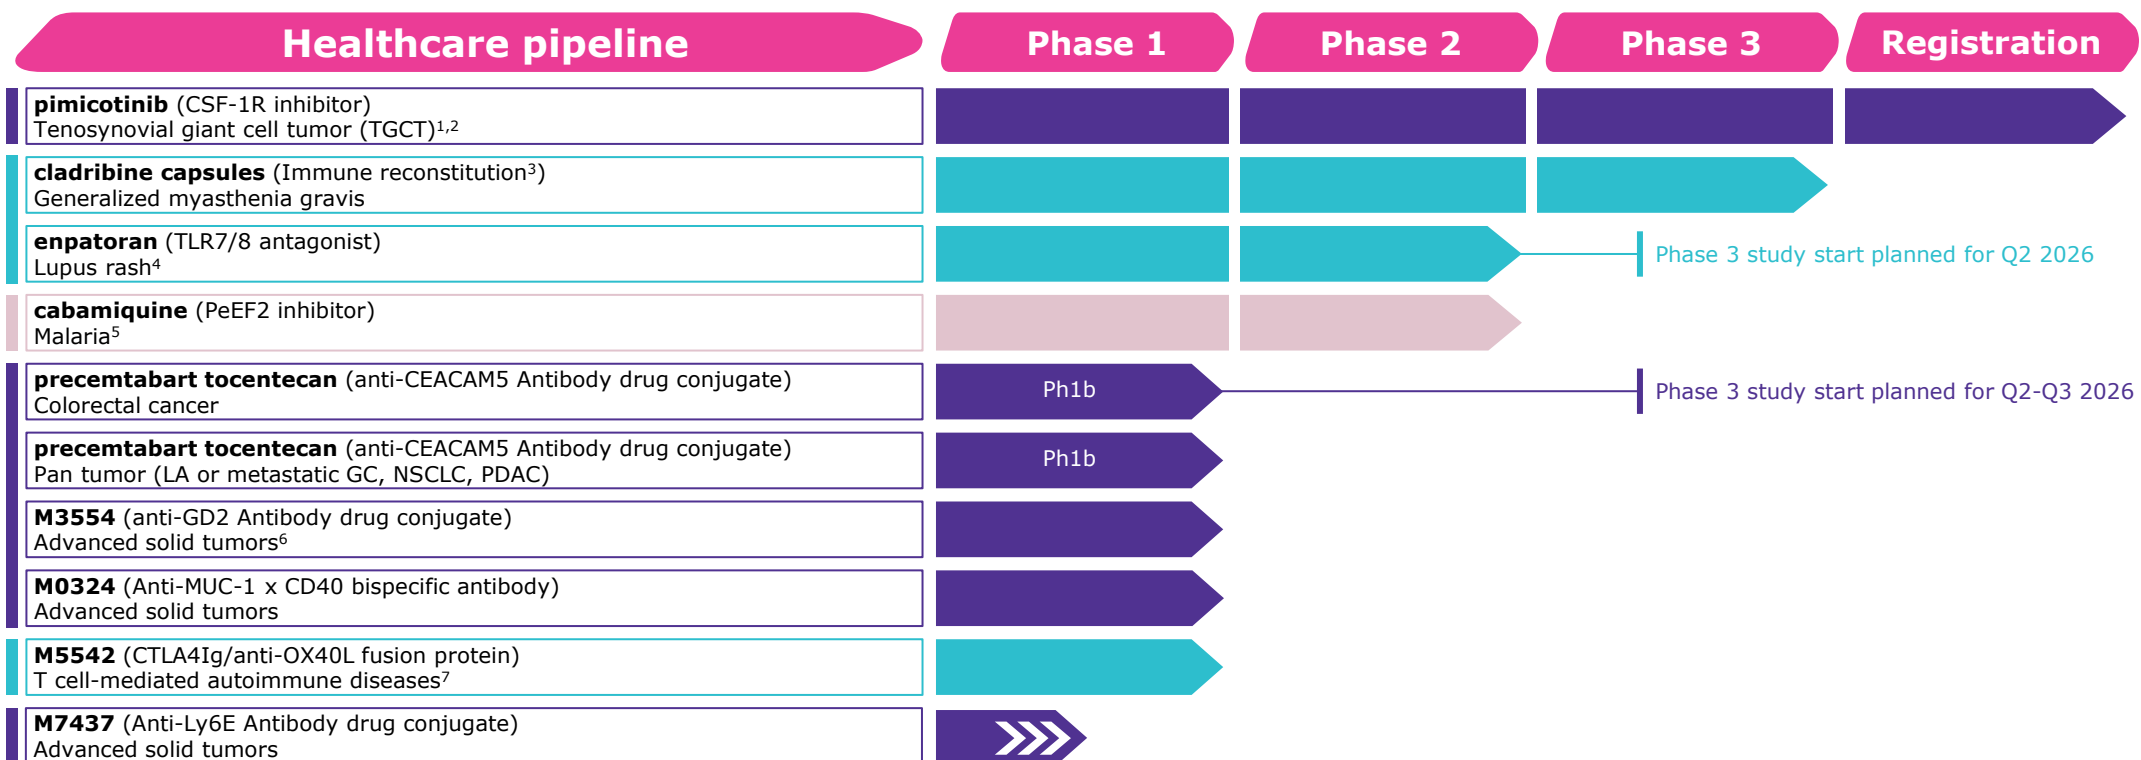 Healthcare pipeline
Phase 1
Phase 2
Phase 3
Registration
pimicotinib (CSF-1R inhibitor)
Tenosynovial giant cell tumor (TGCT)¹,²
cladribine capsules (Immune reconstitution³)
Generalized myasthenia gravis
enpatoran (TLR7/8 antagonist)
Lupus rash⁴
Phase 3 study start planned for Q2 2026
cabamiquine (PeEF2 inhibitor)
Malaria⁵
precemtabart tocentecan (anti-CEACAM5 Antibody drug conjugate)
Colorectal cancer
Ph1b
Phase 3 study start planned for Q2-Q3 2026
precemtabart tocentecan (anti-CEACAM5 Antibody drug conjugate)
Pan tumor (LA or metastatic GC, NSCLC, PDAC)
Ph1b
M3554 (anti-GD2 Antibody drug conjugate)
Advanced solid tumors⁶
M0324 (Anti-MUC-1 x CD40 bispecific antibody)
Advanced solid tumors
M5542 (CTLA4Ig/anti-OX40L fusion protein)
T cell-mediated autoimmune diseases⁷
M7437 (Anti-Ly6E Antibody drug conjugate)
Advanced solid tumors